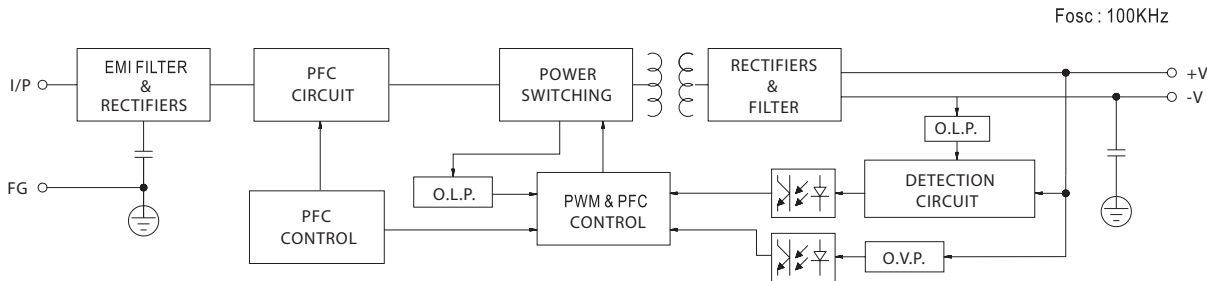 Fosc : 100KHz
I/P
EMI FILTER
&
RECTIFIERS
PFC
CIRCUIT
POWER
SWITCHING
RECTIFIERS
&
FILTER
+V
-V
O.L.P.
FG
O.L.P.
PFC
CONTROL
PWM & PFC
CONTROL
DETECTION
CIRCUIT
O.V.P.